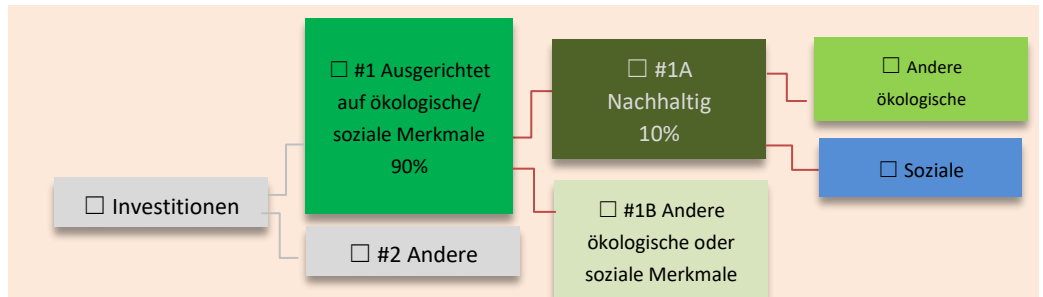 ☐ Investitionen
☐ #1 Ausgerichtet
auf ökologische/
soziale Merkmale
90%
☐ #2 Andere
☐ #1A
Nachhaltig
10%
☐ #1B Andere
ökologische oder
soziale Merkmale
☐ Andere
ökologische
☐ Soziale